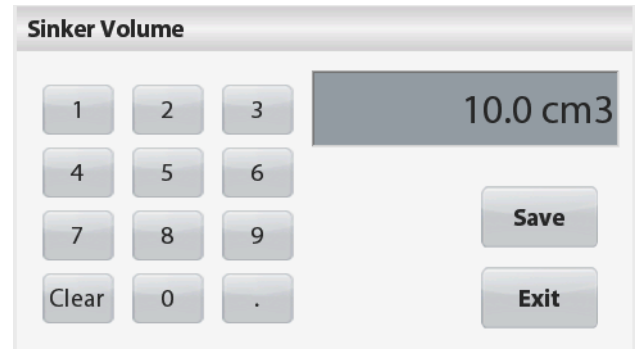 Sinker Volume
10.0 cm3
1 2 3
4 5 6
7 8 9
Clear 0 .
Save
Exit